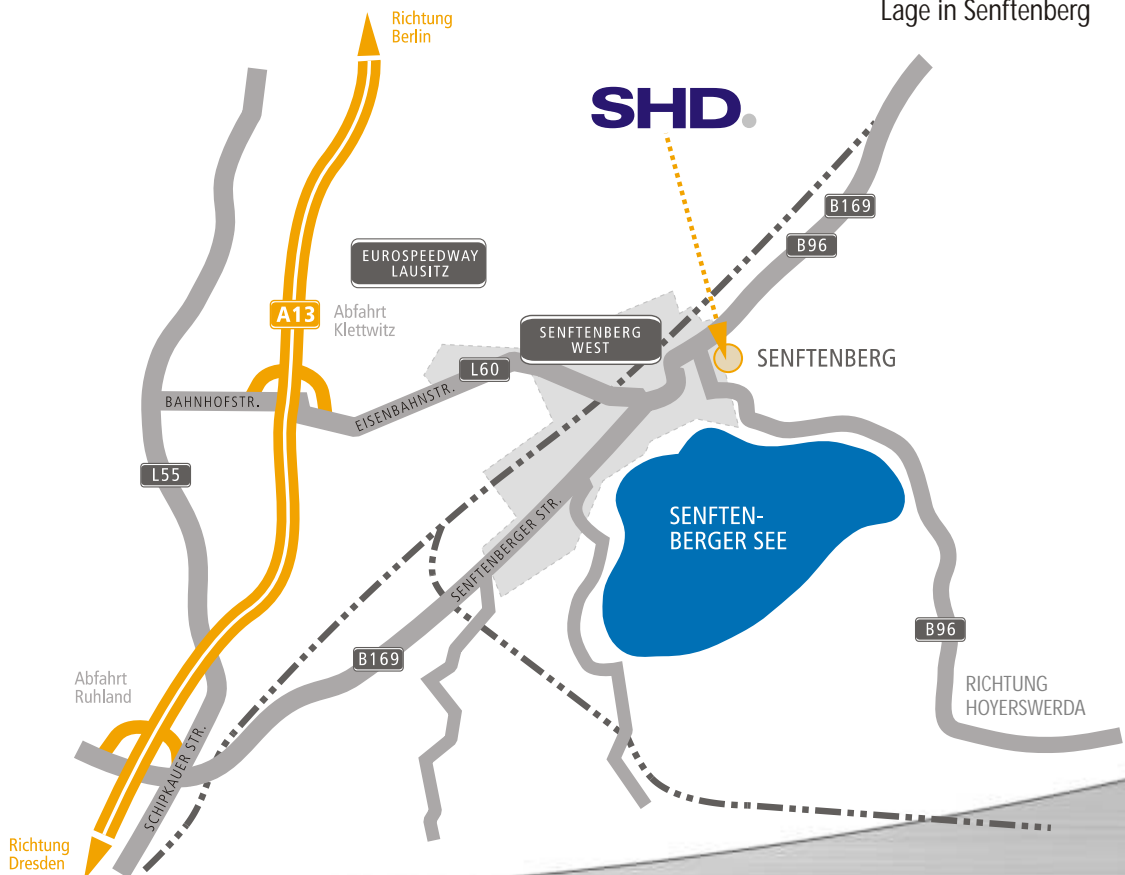 Lage in Senftenberg
Richtung
Berlin
SHD.
B169
B96
EUROSPEEDWAY
LAUSITZ
A13
Abfahrt
Klettwitz
SENFTENBERG
WEST
SENFTENBERG
L60
BAHNHOFSTR.
EISENBAHNSTR.
L55
SENFTEN-
BERGER SEE
SENFTENBERGER STR.
B96
B169
Abfahrt
Ruhland
RICHTUNG
HOYERSWERDA
SCHIPKAUER STR.
Richtung
Dresden